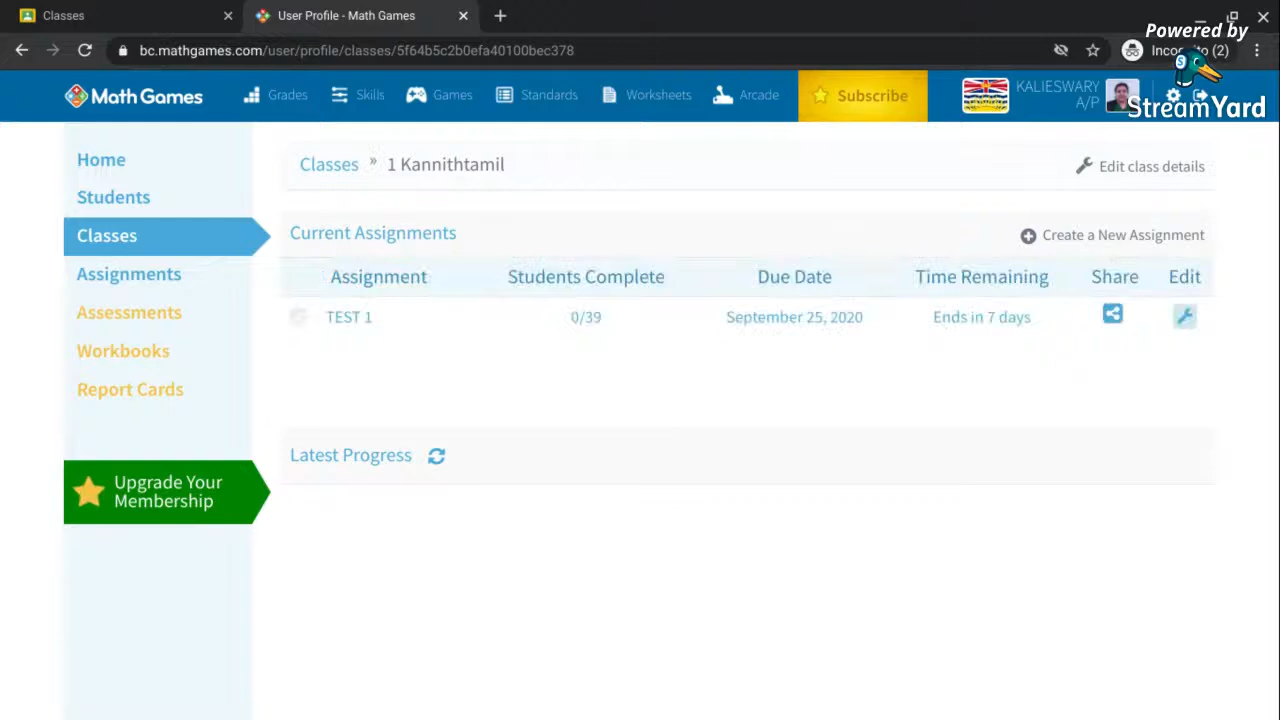 Classes
User Profile - Math Games
bc.mathgames.com/user/profile/classes/5f64b5c2b0efa40100bec378
Powered by
StreamYard
Math Games
Grades
Skills
Games
Standards
Worksheets
Arcade
Subscribe
KALIESWARY
A/P
Home
Students
Classes
Assignments
Assessments
Workbooks
Report Cards
Upgrade Your
Membership
Classes » 1 Kannithtamil
Edit class details
Current Assignments
Create a New Assignment
Assignment Students Complete Due Date Time Remaining Share Edit
TEST 1 0/39 September 25, 2020 Ends in 7 days
Latest Progress